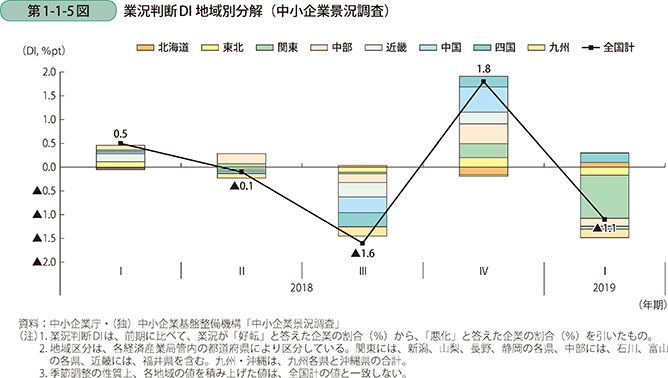 第1-1-5図 業況判断DI 地域別分解（中小企業景況調査）
(DI, %pt)
北海道 東北 関東 中部 近畿 中国 四国 九州 全国計
2.0
1.5
1.0
0.5
0.0
▲0.5
▲1.0
▲1.5
▲2.0
0.5
▲0.1
▲1.6
1.8
▲1.1
Ⅰ Ⅱ Ⅲ Ⅳ Ⅰ
2018 2019
（年期）
資料：中小企業庁・（独）中小企業基盤整備機構「中小企業景況調査」
（注）1. 業況判断DIは、前期に比べて、業況が「好転」と答えた企業の割合（%）から、「悪化」と答えた企業の割合（%）を引いたもの。
2. 地域区分は、各経済産業局管内の都道府県により区分している。関東には、新潟、山梨、長野、静岡の各県、中部には、石川、富山
の各県、近畿には、福井県を含む。九州・沖縄は、九州各県と沖縄県の合計。
3. 季節調整の性質上、各地域の値を積み上げた値は、全国計の値と一致しない。